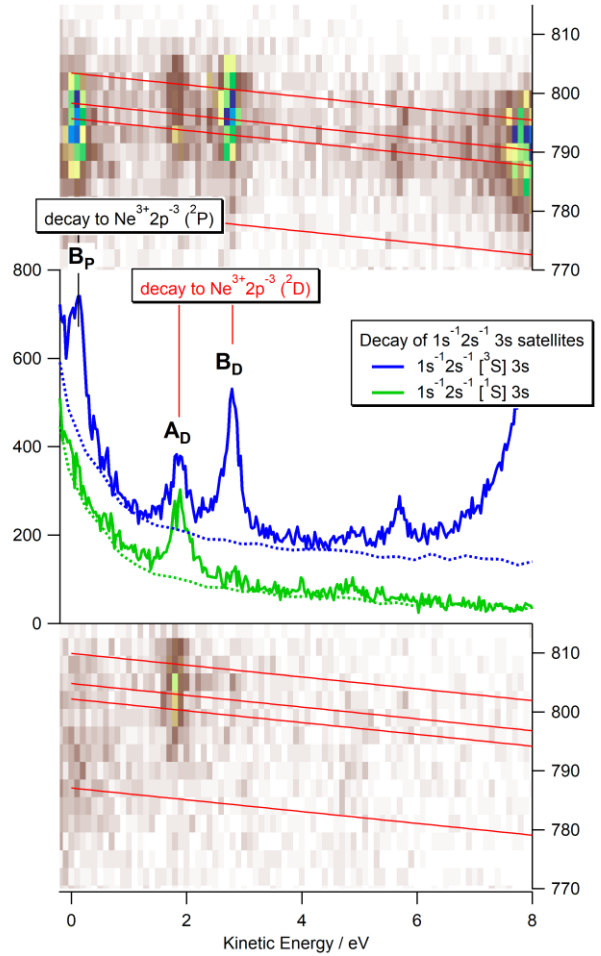 810
800
790
780
770
decay to Ne3+2p-3 (2P)
BP
decay to Ne3+2p-3 (2D)
BD
AD
800
600
400
200
0
Decay of 1s-12s-1 3s satellites
1s-12s-1 [3S] 3s
1s-12s-1 [1S] 3s
810
800
790
780
770
0
2
4
6
8
Kinetic Energy / eV